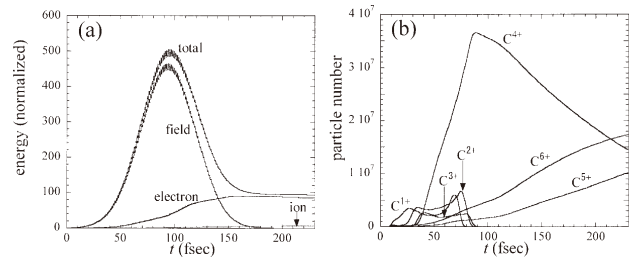 (a)
energy (normalized)
600
500
400
300
200
100
0
total
field
electron
ion
0 50 100 150 200
t (fsec)
(b)
particle number
4 10⁷
3 10⁷
2 10⁷
1 10⁷
0
C⁴⁺
C²⁺
C³⁺
C⁶⁺
C⁵⁺
C¹⁺
0 50 100 150 200
t (fsec)